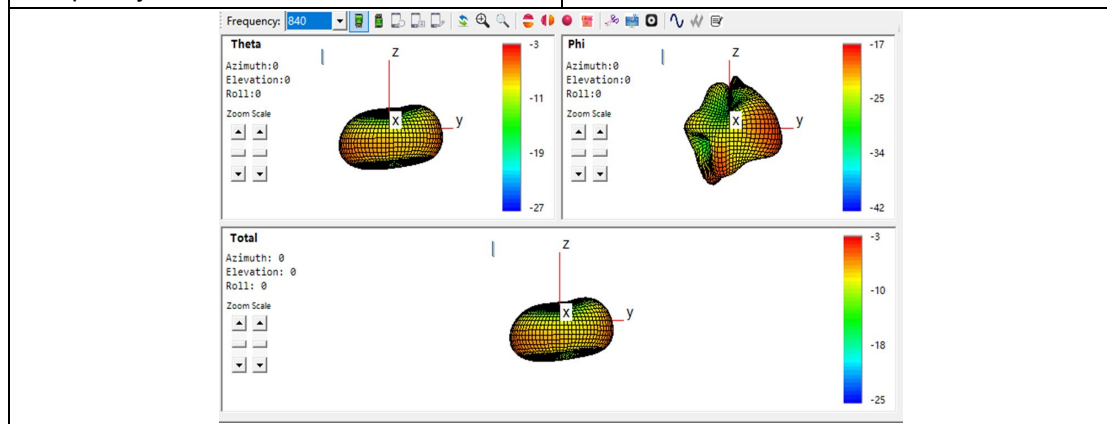 Frequency: 840
Theta
Azimuth:0
Elevation:0
Roll:0
Zoom Scale
z
x
y
-3
-11
-19
-27
Phi
Azimuth:0
Elevation:0
Roll:0
Zoom Scale
z
x
y
-17
-25
-34
-42
Total
Azimuth: 0
Elevation: 0
Roll: 0
Zoom Scale
z
x
y
-3
-10
-18
-25